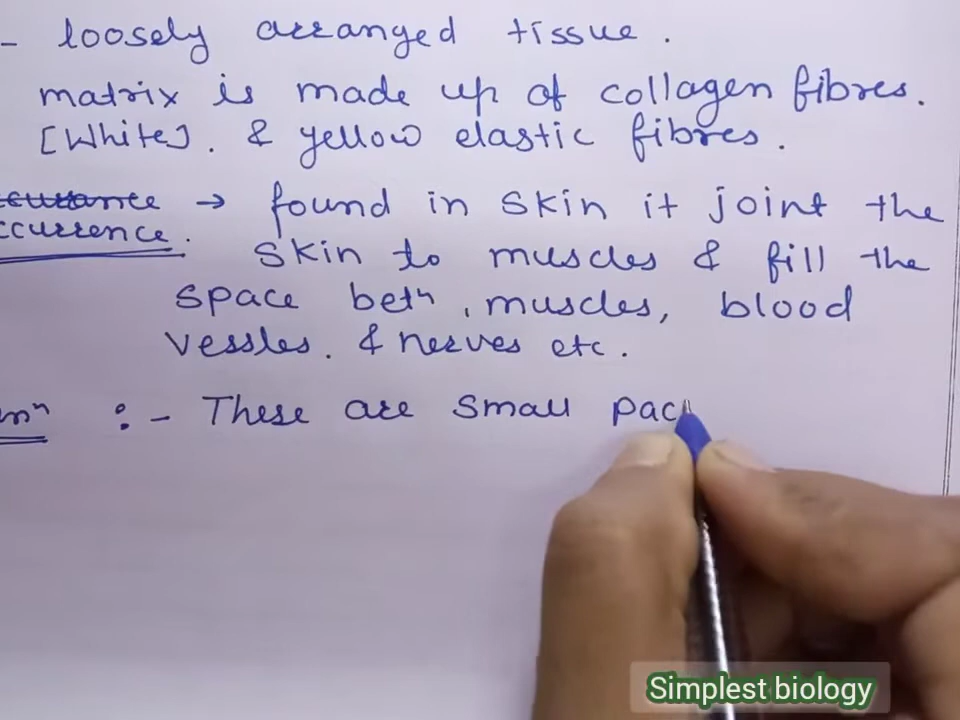 - loosely arranged tissue.
matrix is made up of collagen fibres.
[White]. & yellow elastic fibres.
→ found in skin it joint the
ccurrence.
skin to muscles & fill the
space betn, muscles, blood
vessles. & nerves etc.
:- These are small pac
Simplest biology